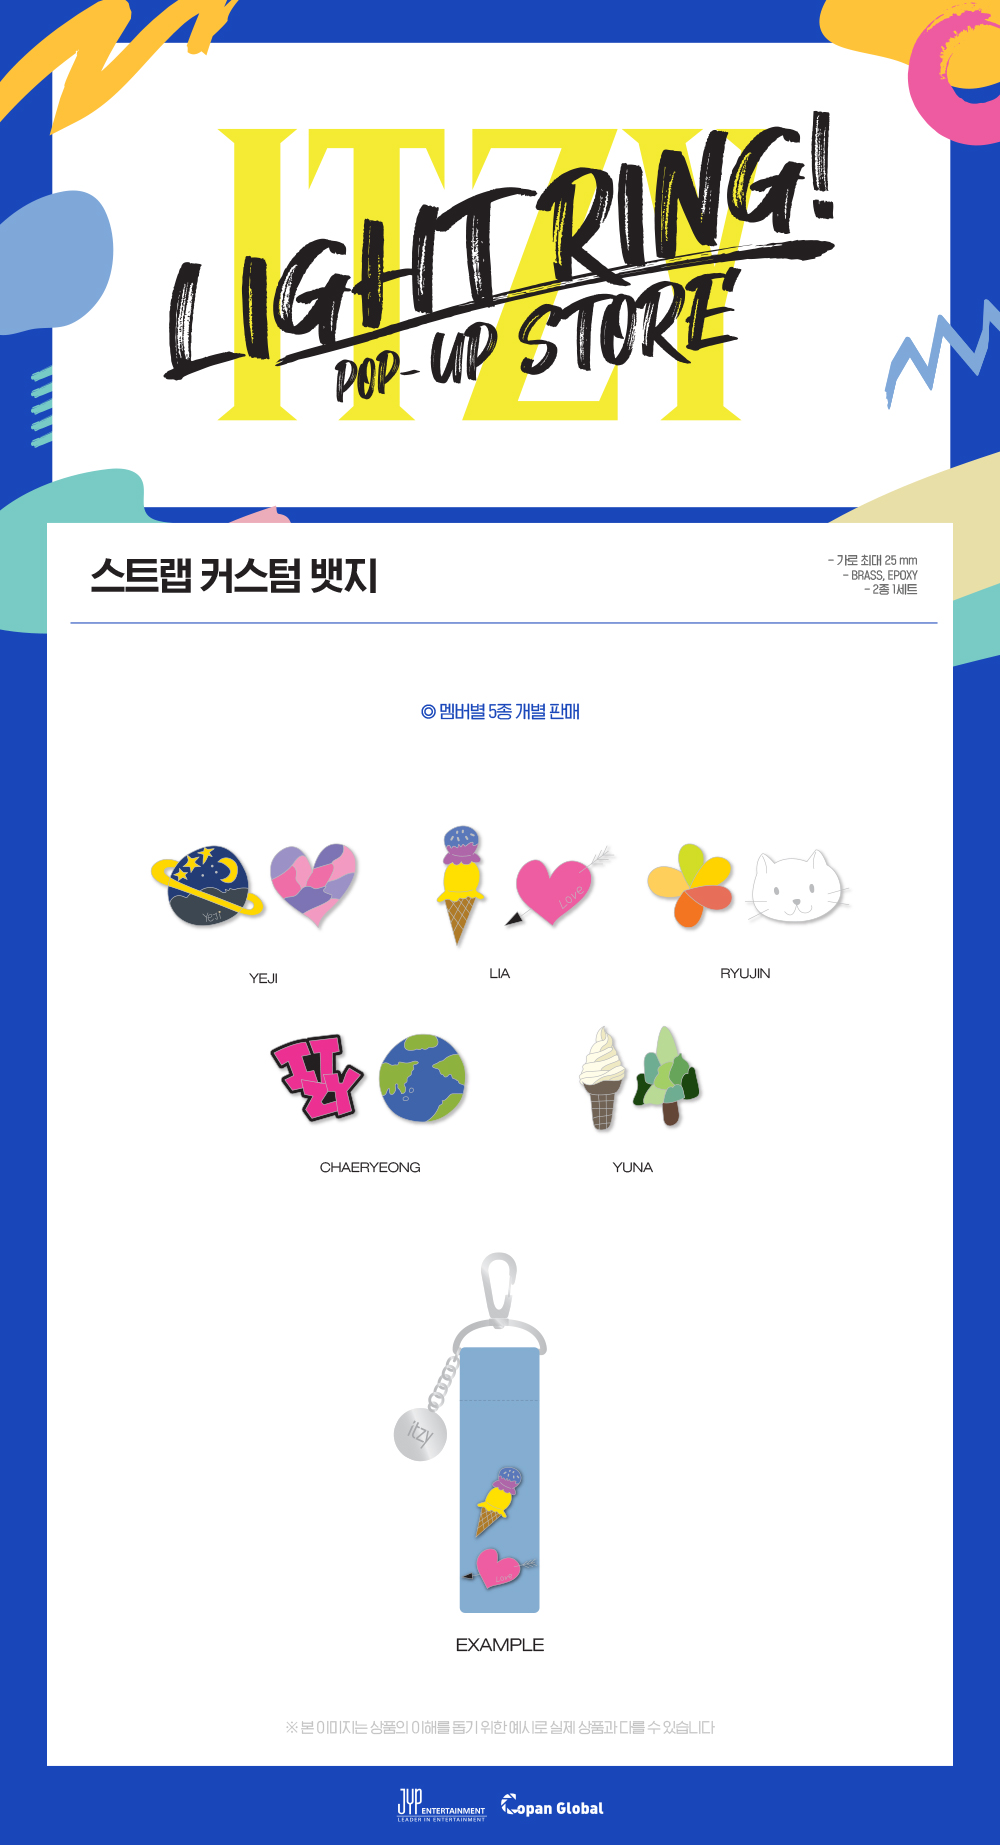 ITZY
LIGHT RING!
POP-UP STORE
스트랩 커스텀 뱃지
- 가로 최대 25 mm
- BRASS, EPOXY
- 2종 1세트
◎ 멤버별 5종 개별 판매
Yeji
Love
YEJI
LIA
RYUJIN
CHAERYEONG
YUNA
itzy
Love
EXAMPLE
※ 본 이미지는 상품의 이해를 돕기 위한 예시로 실제 상품과 다를 수 있습니다
JYP ENTERTAINMENT
LEADER IN ENTERTAINMENT
Copan Global